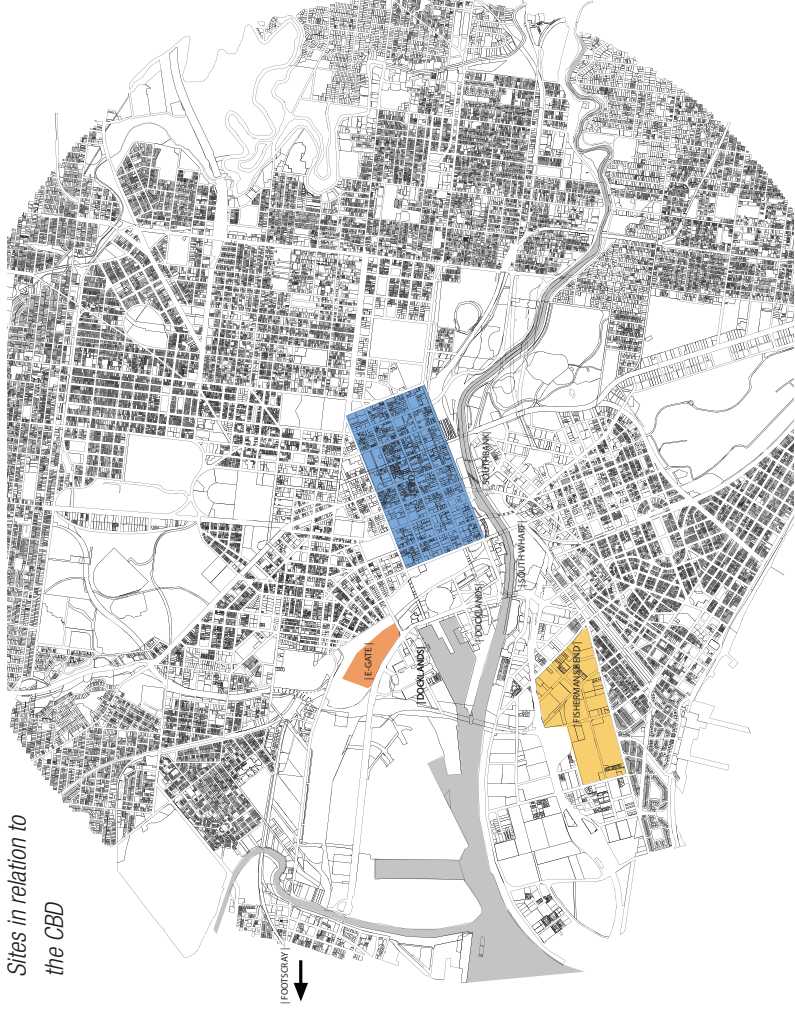 Sites in relation to
the CBD
| FOOTSCRAY |
| E-GATE |
| DOCKLANDS|
| DOCKLANDS|
| SOUTH WHARF|
| SOUTHBANK|
| FISHERMANS BEND |